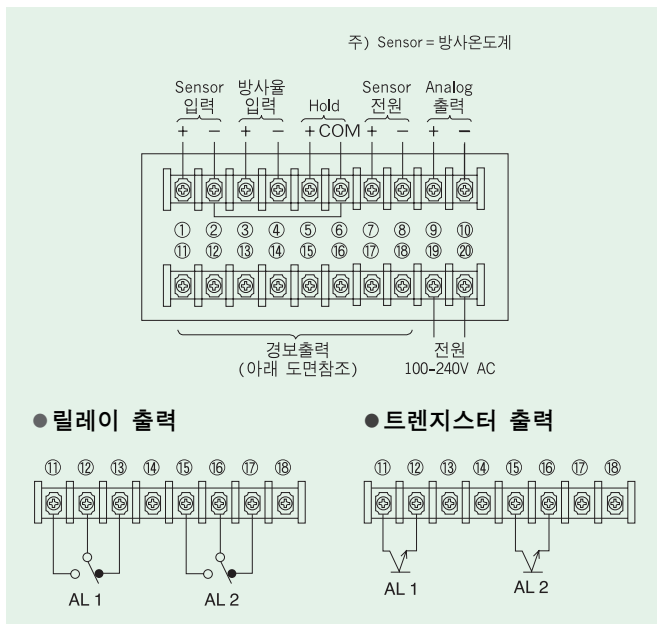 주) Sensor=방사온도계
Sensor 방사율 Sensor Analog
입력 입력 Hold 전원 출력
+ − + − + COM + − + −
① ② ③ ④ ⑤ ⑥ ⑦ ⑧ ⑨ ⑩
⑪ ⑫ ⑬ ⑭ ⑮ ⑯ ⑰ ⑱ ⑲ ⑳
경보출력 전원
(아래 도면참조) 100-240V AC
●릴레이 출력
⑪ ⑫ ⑬ ⑭ ⑮ ⑯ ⑰ ⑱
AL 1 AL 2
●트렌지스터 출력
⑪ ⑫ ⑬ ⑭ ⑮ ⑯ ⑰ ⑱
AL 1 AL 2